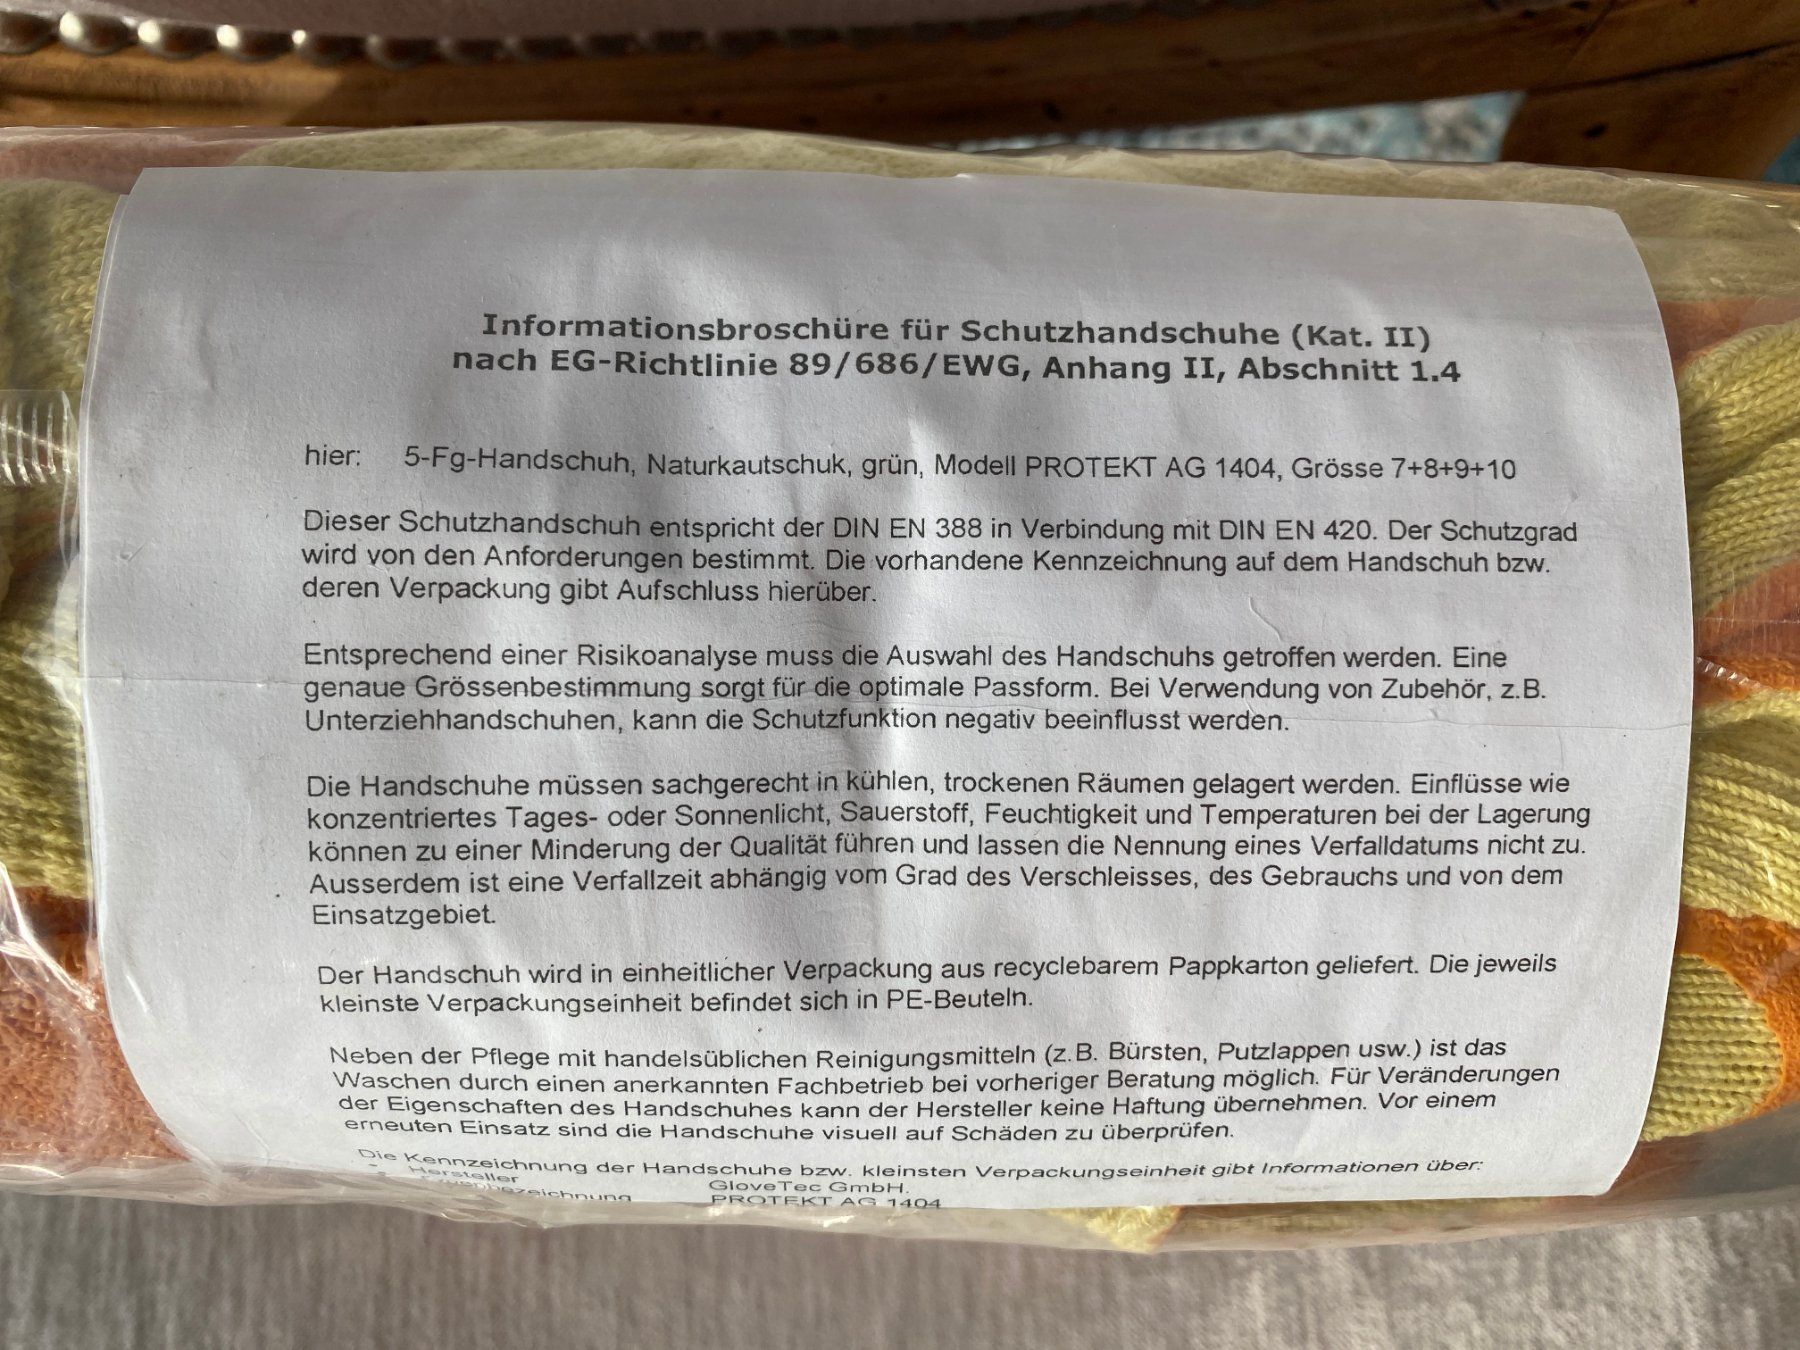 Informationsbroschüre für Schutzhandschuhe (Kat. II)
nach EG-Richtlinie 89/686/EWG, Anhang II, Abschnitt 1.4
hier: 5-Fg-Handschuh, Naturkautschuk, grün, Modell PROTEKT AG 1404, Grösse 7+8+9+10
Dieser Schutzhandschuh entspricht der DIN EN 388 in Verbindung mit DIN EN 420. Der Schutzgrad
wird von den Anforderungen bestimmt. Die vorhandene Kennzeichnung auf dem Handschuh bzw.
deren Verpackung gibt Aufschluss hierüber.
Entsprechend einer Risikoanalyse muss die Auswahl des Handschuhs getroffen werden. Eine
genaue Grössenbestimmung sorgt für die optimale Passform. Bei Verwendung von Zubehör, z.B.
Unterziehhandschuhen, kann die Schutzfunktion negativ beeinflusst werden.
Die Handschuhe müssen sachgerecht in kühlen, trockenen Räumen gelagert werden. Einflüsse wie
konzentriertes Tages- oder Sonnenlicht, Sauerstoff, Feuchtigkeit und Temperaturen bei der Lagerung
können zu einer Minderung der Qualität führen und lassen die Nennung eines Verfalldatums nicht zu.
Ausserdem ist eine Verfallzeit abhängig vom Grad des Verschleisses, des Gebrauchs und von dem
Einsatzgebiet.
Der Handschuh wird in einheitlicher Verpackung aus recyclebarem Pappkarton geliefert. Die jeweils
kleinste Verpackungseinheit befindet sich in PE-Beuteln.
Neben der Pflege mit handelsüblichen Reinigungsmitteln (z.B. Bürsten, Putzlappen usw.) ist das
Waschen durch einen anerkannten Fachbetrieb bei vorheriger Beratung möglich. Für Veränderungen
der Eigenschaften des Handschuhes kann der Hersteller keine Haftung übernehmen. Vor einem
erneuten Einsatz sind die Handschuhe visuell auf Schäden zu überprüfen.
Die Kennzeichnung der Handschuhe bzw. kleinsten Verpackungseinheit gibt Informationen über:
Hersteller GloveTec GmbH.
PROTEKT AG 1404